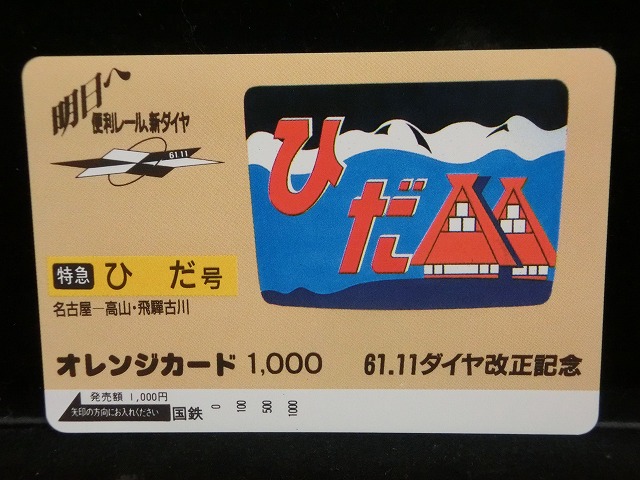 明日へ
便利レール、新ダイヤ
61.11
ひだ
特急 ひだ号
名古屋―高山・飛騨古川
オレンジカード 1,000
61.11ダイヤ改正記念
発売額 1,000円
矢印の方向にお入れください
国鉄 0 100 500 1000